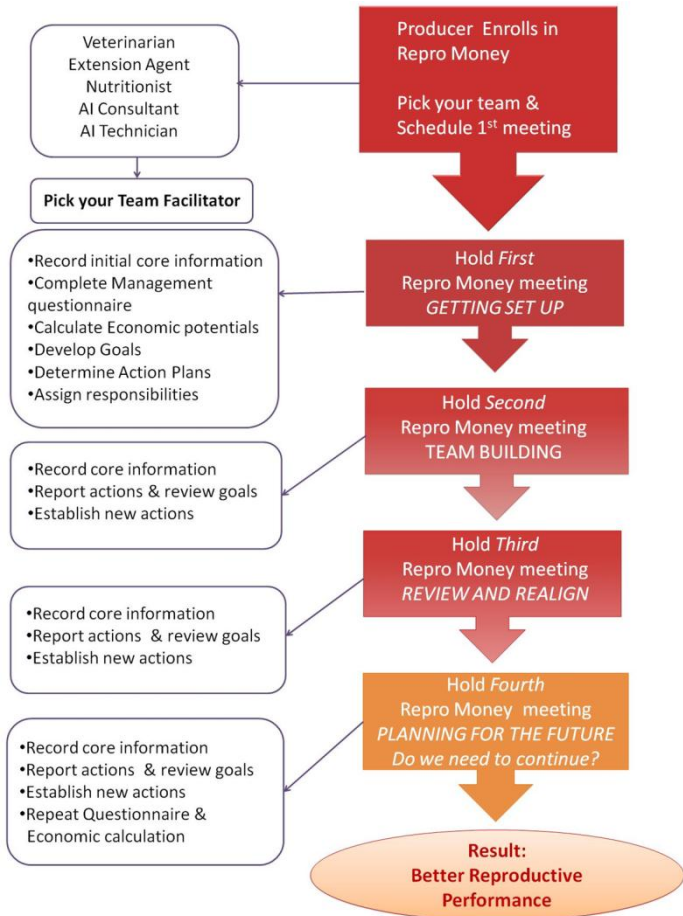 Veterinarian
Extension Agent
Nutritionist
AI Consultant
AI Technician
Producer Enrolls in
Repro Money
Pick your team &
Schedule 1st meeting
Pick your Team Facilitator
•Record initial core information
•Complete Management
questionnaire
•Calculate Economic potentials
•Develop Goals
•Determine Action Plans
•Assign responsibilities
Hold First
Repro Money meeting
GETTING SET UP
Hold Second
Repro Money meeting
TEAM BUILDING
•Record core information
•Report actions & review goals
•Establish new actions
Hold Third
Repro Money meeting
REVIEW AND REALIGN
•Record core information
•Report actions & review goals
•Establish new actions
Hold Fourth
Repro Money meeting
PLANNING FOR THE FUTURE
Do we need to continue?
•Record core information
•Report actions & review goals
•Establish new actions
•Repeat Questionnaire &
Economic calculation
Result:
Better Reproductive
Performance